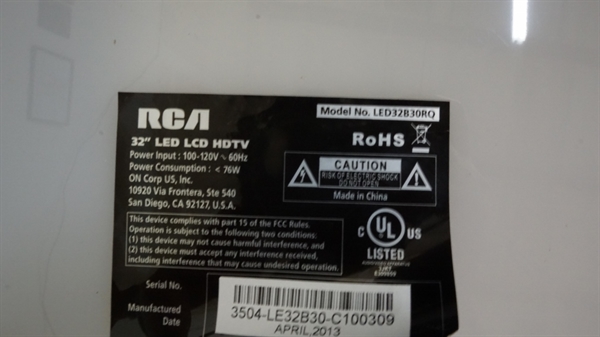 RCA
Model No. LED32B30RQ
32" LED LCD HDTV
Power Input : 100-120V ~ 60Hz
Power Consumption : < 76W
ON Corp US, Inc.
10920 Via Frontera, Ste 540
San Diego, CA 92127, U.S.A.
RoHS
CAUTION
RISK OF ELECTRIC SHOCK
DO NOT OPEN
Made in China
This device complies with part 15 of the FCC Rules.
Operation is subject to the following two conditions:
(1) this device may not cause harmful interference, and
(2) this device must accept any interference received,
including interference that may cause undesired operation.
C UL US
LISTED
Serial No.
Manufactured
Date
3504-LE32B30-C100309
APRIL 2013